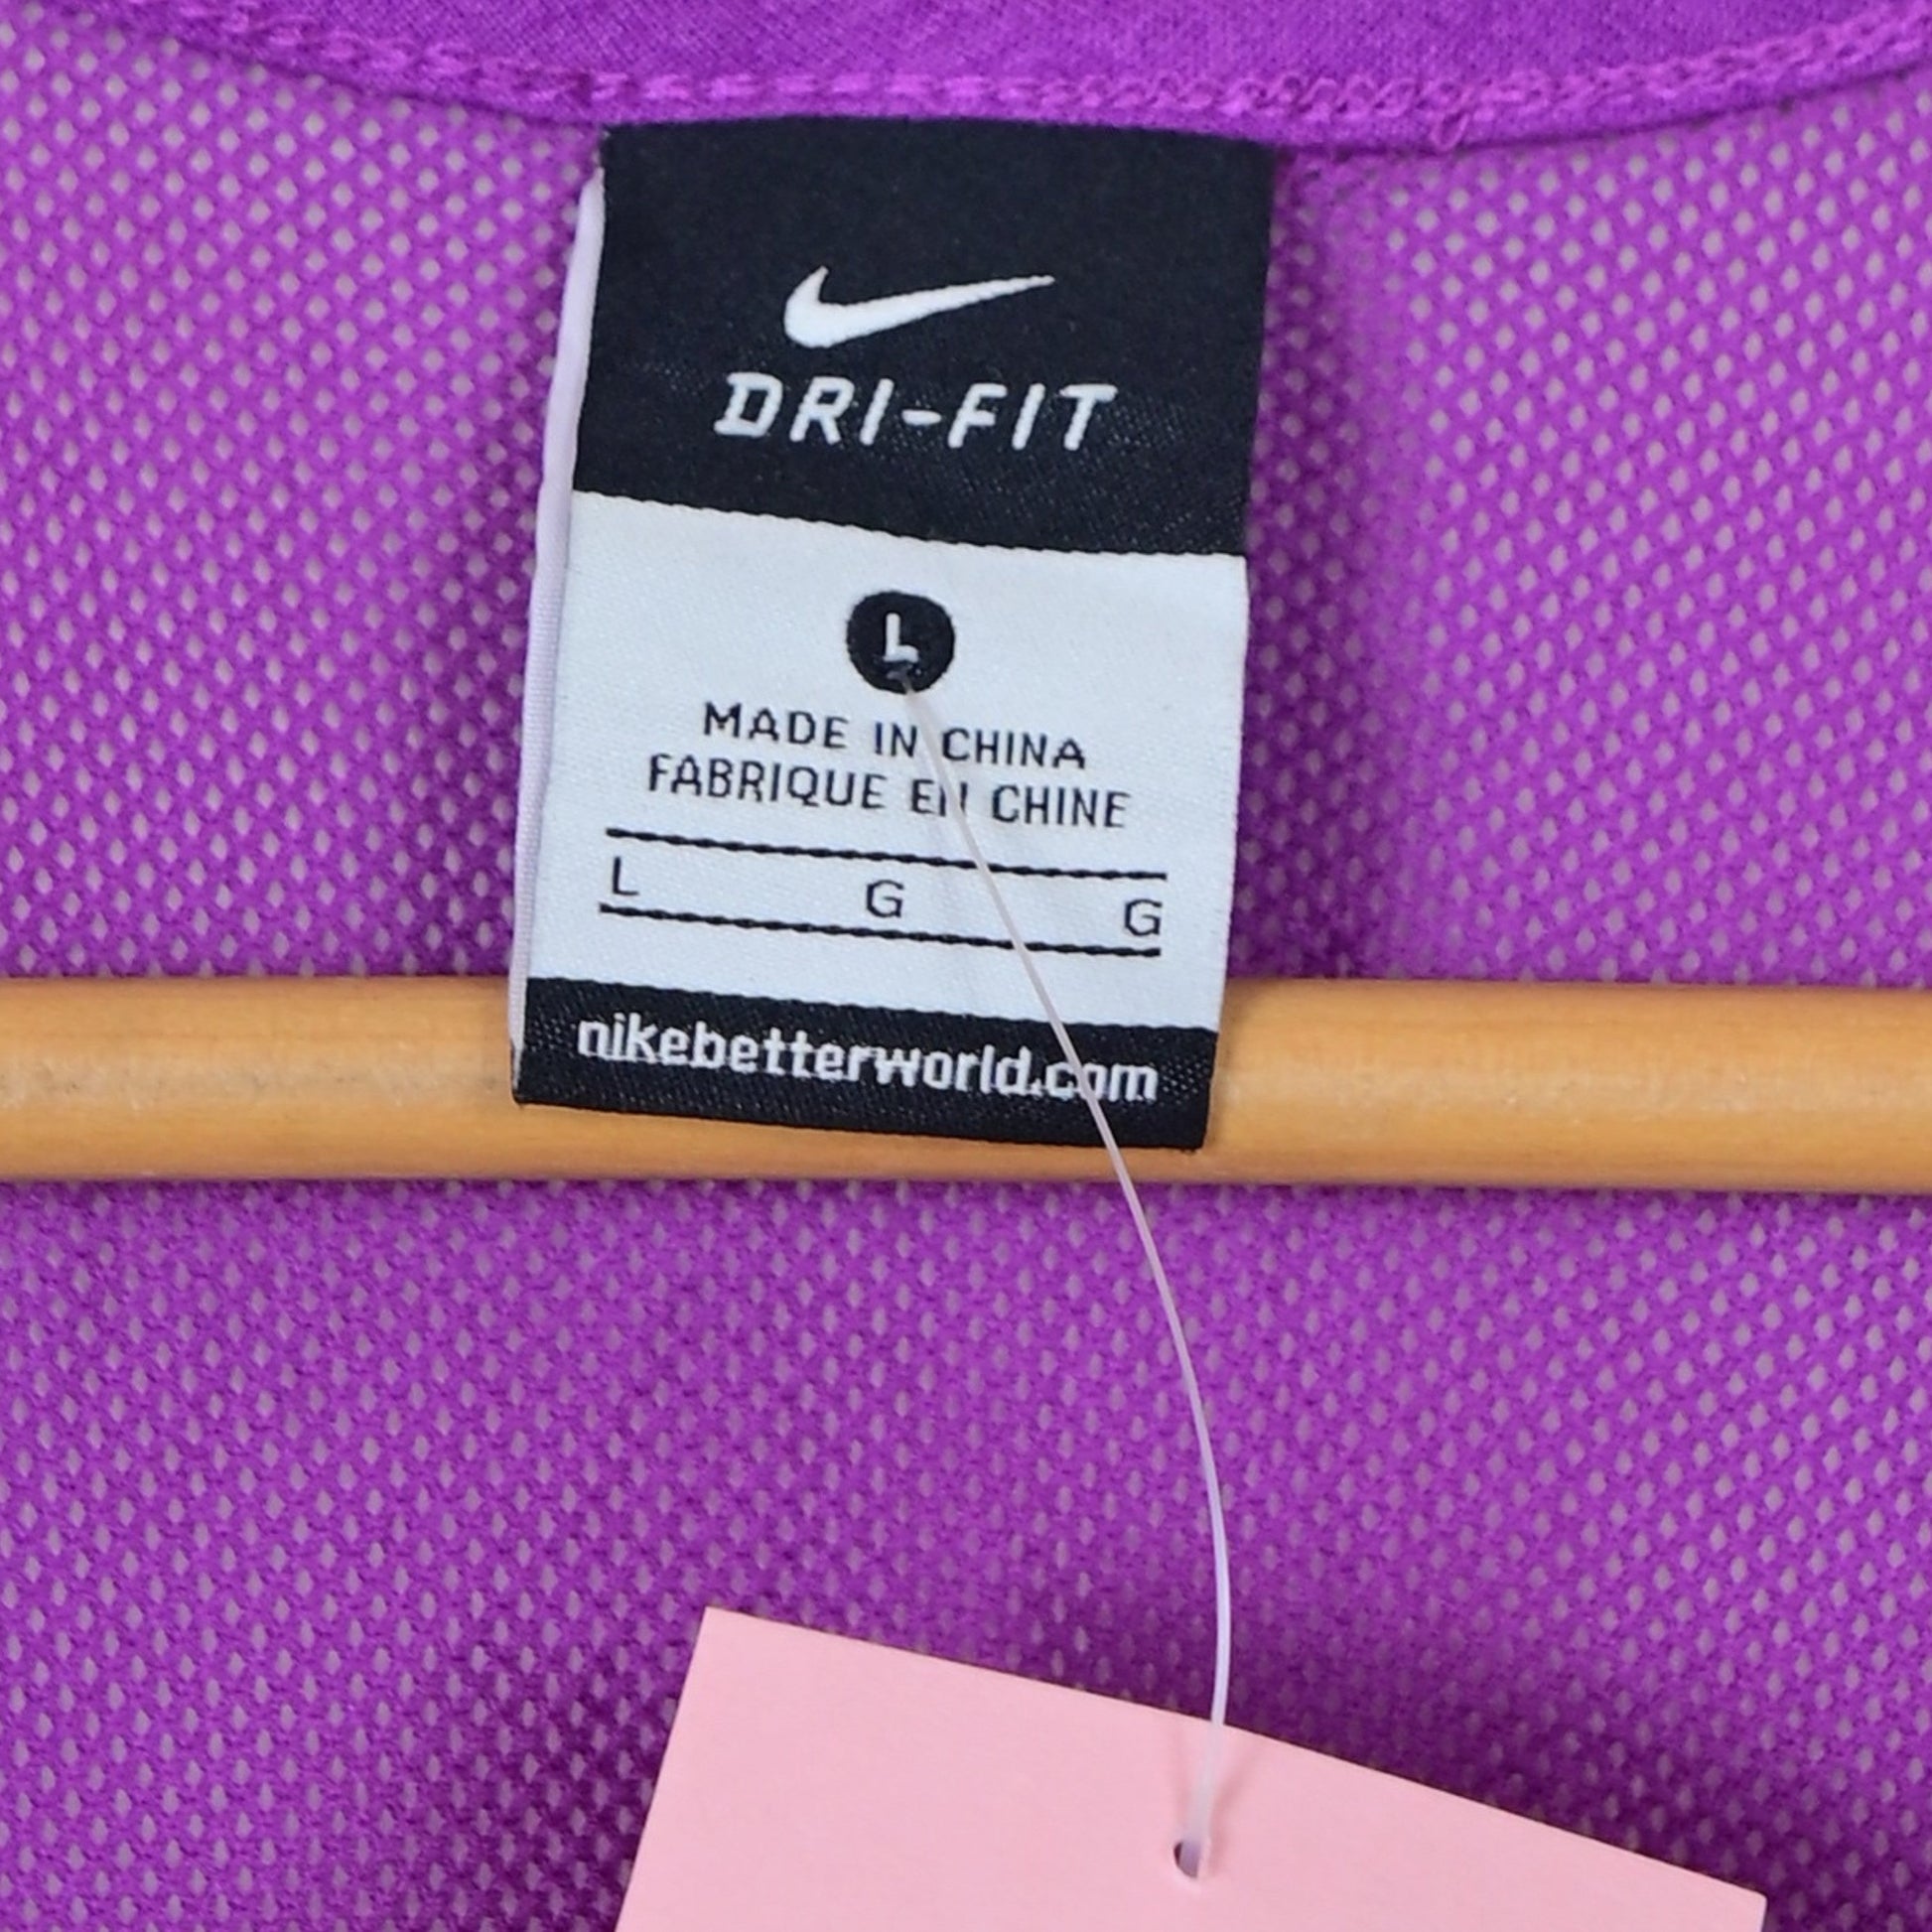 DRI-FIT
L
MADE IN CHINA
FABRIQUE EN CHINE
L G G
nikebetterworld.com